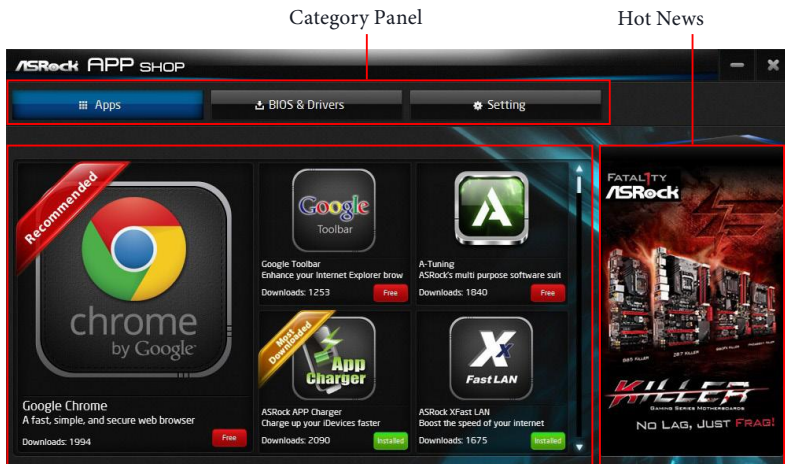 Category Panel
Hot News
ASRock APP SHOP
Apps
BIOS & Drivers
Setting
Recommended
chrome
by Google
Google Chrome
A fast, simple, and secure web browser
Downloads: 1994
Free
Google
Toolbar
Google Toolbar
Enhance your Internet Explorer brow
Downloads: 1253
Free
A-Tuning
ASRock's multi purpose software suit
Downloads: 1840
Free
Most
Downloaded
App
Charger
ASRock APP Charger
Charge up your iDevices faster
Downloads: 2090
Installed
Fast LAN
ASRock XFast LAN
Boost the speed of your internet
Downloads: 1675
Installed
FATAL1TY
ASRock
KILLER
GAMING SERIES MOTHERBOARDS
NO LAG, JUST FRAG!